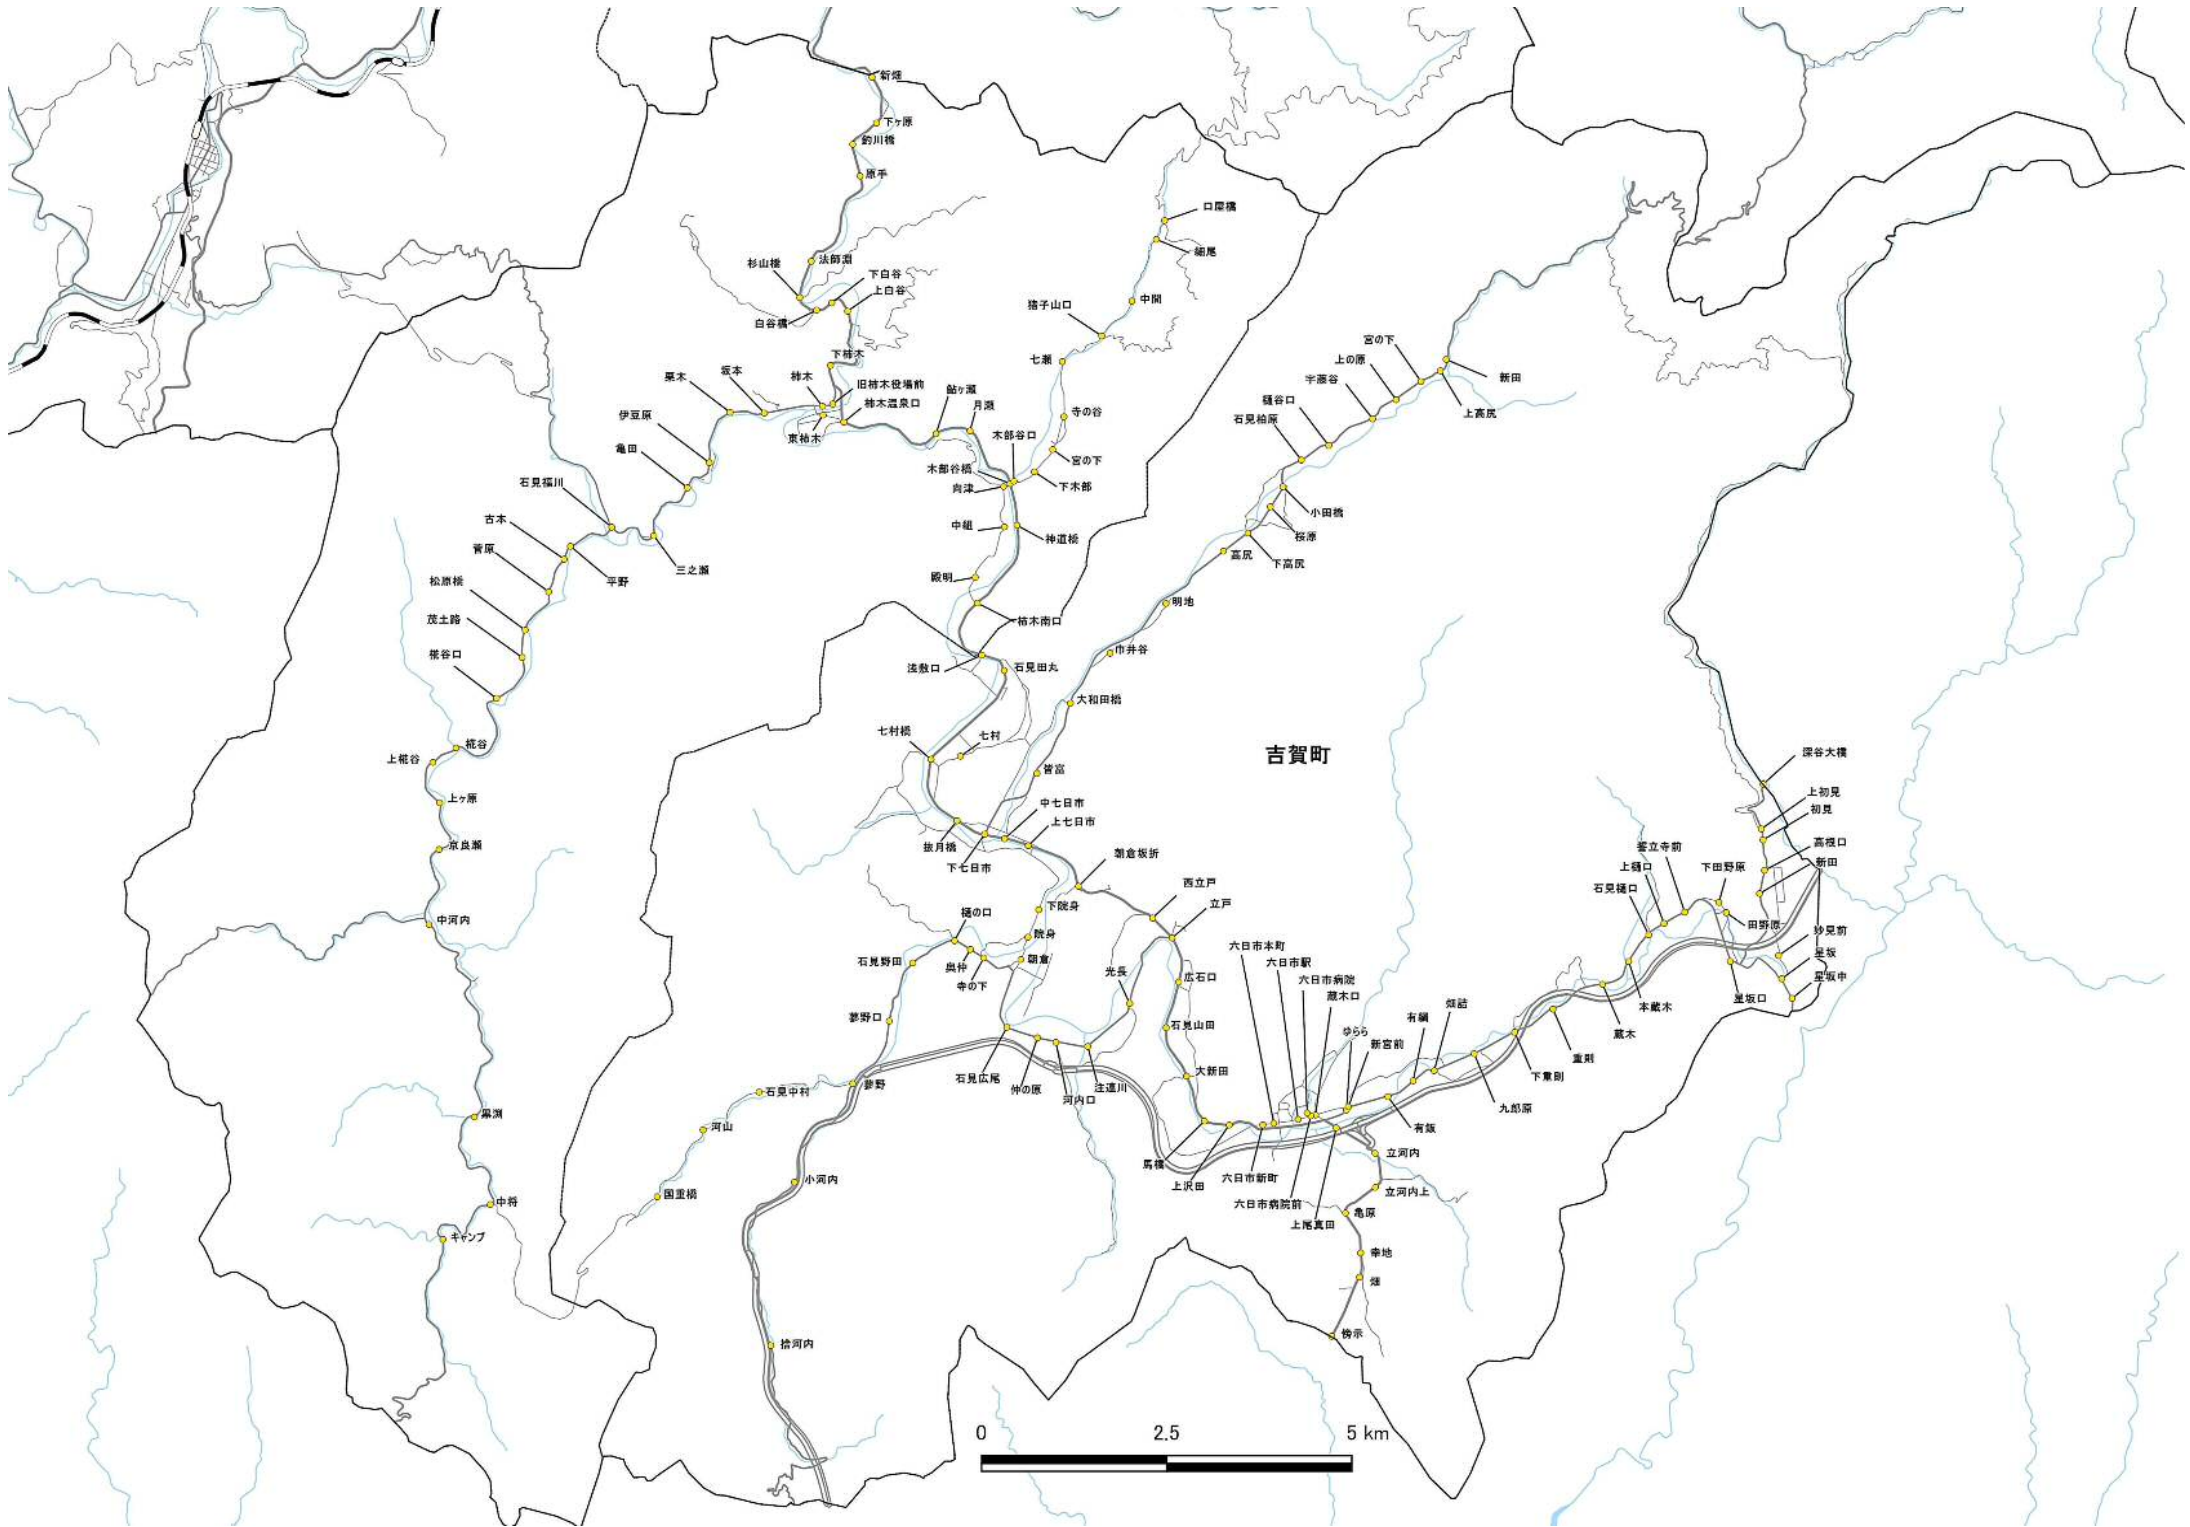 新畑
下ヶ原
釣川橋
原手
口屋橋
細尾
法師淵
杉山橋
下白谷
上白谷
白谷橋
中間
猪子山口
七瀬
下柿木
宮の下
上の原
宇藤谷
新田
上高尻
樋谷口
石見柏原
栗木
坂本
柿木
旧柿木役場前
柿木温泉口
東柿木
鮎ヶ瀬
月瀬
寺の谷
伊豆原
亀田
石見福川
木部谷口
木部谷橋
向津
宮の下
下木部
小田橋
桜原
古本
菅原
平野
三之瀬
中組
神道橋
高尻
下高尻
松原橋
茂土路
椛谷口
殿明
柿木南口
明地
浅敷口
石見田丸
市井谷
椛谷
上椛谷
七村橋
七村
大和田橋
吉賀町
深谷大橋
上ヶ原
皆富
上初見
初見
京良瀬
抜月橋
中七日市
上七日市
下七日市
朝倉坂折
高根口
新田
上樋口
下田野原
石見樋口
西立戸
立戸
中河内
樋の口
下院身
院身
田野原
妙見前
星坂
星坂中
星坂口
石見野田
奥仲
寺の下
朝倉
光長
六日市本町
六日市駅
六日市病院
蔵木口
広石口
本蔵木
蔵木
蓼野口
石見山田
ゆらら
新宮前
有綱
畑詰
重則
下重則
九郎原
石見広尾
仲の原
河内口
注連川
大新田
蓼野
石見中村
黒渕
河山
有飯
馬橋
上沢田
六日市新町
六日市病院前
上尾真田
立河内
立河内上
小河内
国重橋
中将
キャンプ
亀原
幸地
畑
捨河内
傍示
0 2.5 5 km